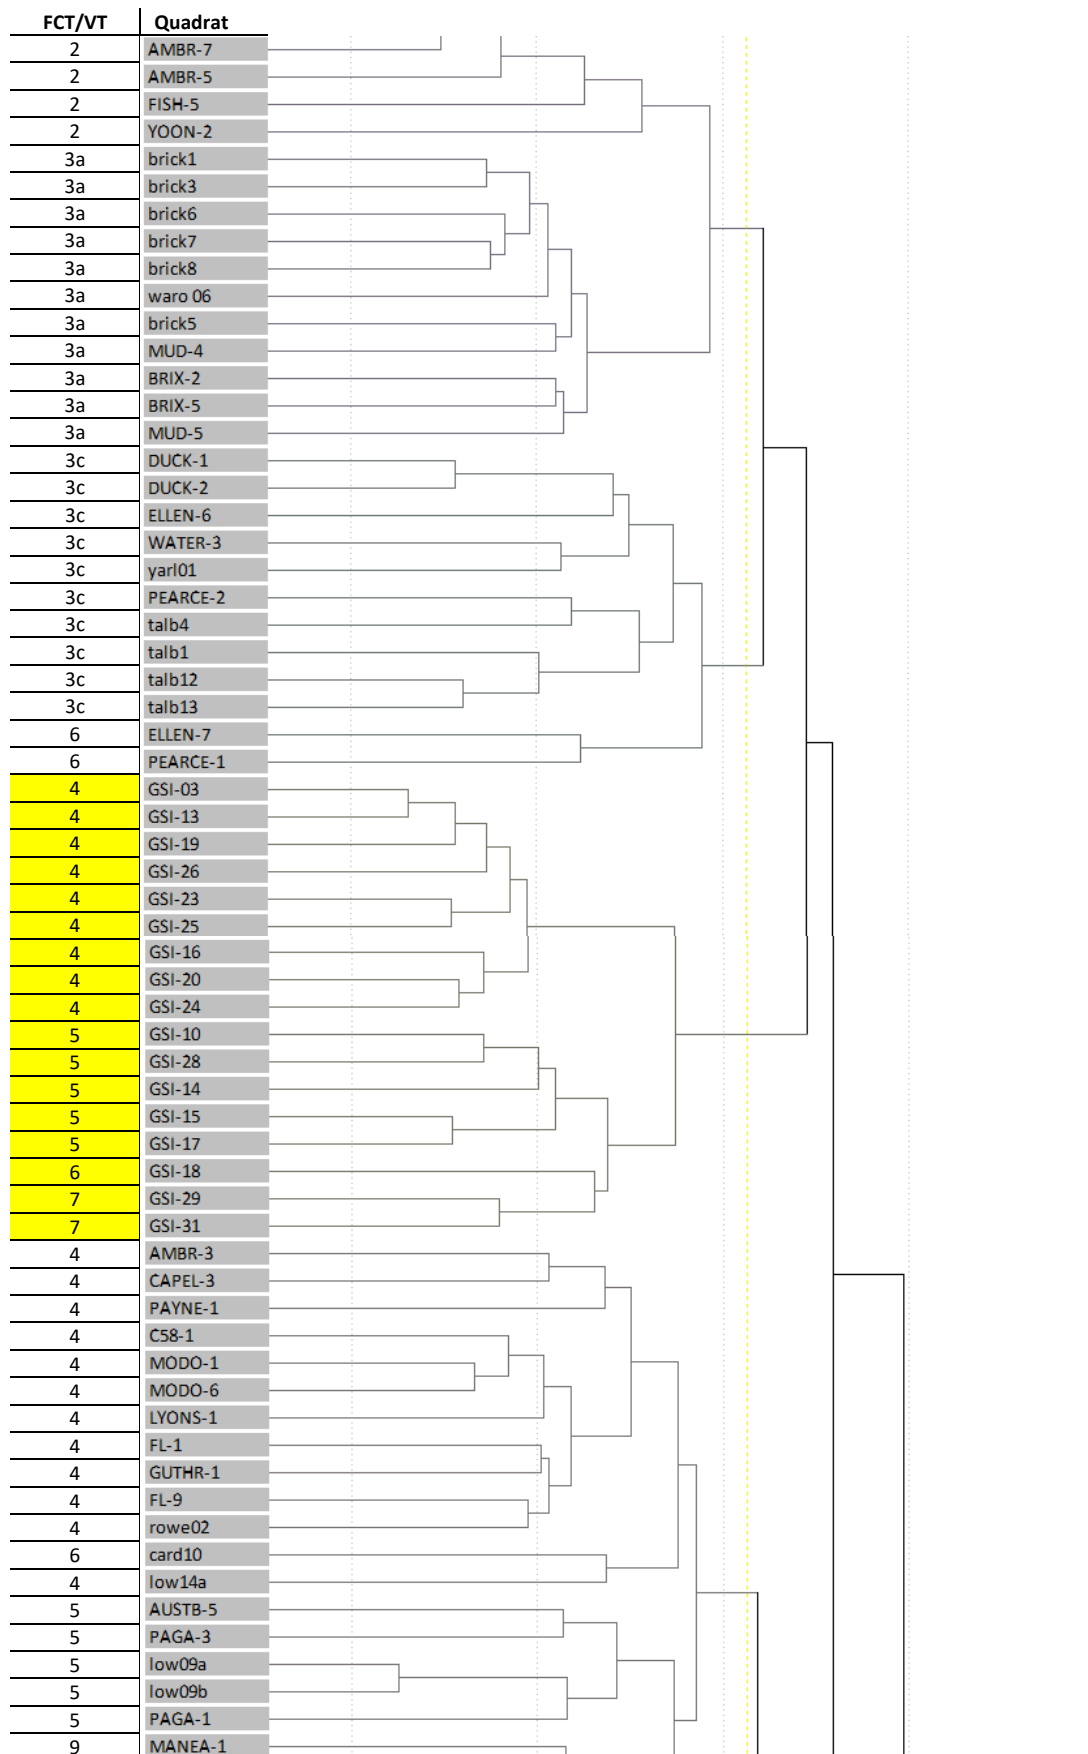 FCT/VT Quadrat
2 AMBR-7
2 AMBR-5
2 FISH-5
2 YOON-2
3a brick1
3a brick3
3a brick6
3a brick7
3a brick8
3a waro 06
3a brick5
3a MUD-4
3a BRIX-2
3a BRIX-5
3a MUD-5
3c DUCK-1
3c DUCK-2
3c ELLEN-6
3c WATER-3
3c yarl01
3c PEARCE-2
3c talb4
3c talb1
3c talb12
3c talb13
6 ELLEN-7
6 PEARCE-1
4 GSI-03
4 GSI-13
4 GSI-19
4 GSI-26
4 GSI-23
4 GSI-25
4 GSI-16
4 GSI-20
4 GSI-24
5 GSI-10
5 GSI-28
5 GSI-14
5 GSI-15
5 GSI-17
6 GSI-18
7 GSI-29
7 GSI-31
4 AMBR-3
4 CAPEL-3
4 PAYNE-1
4 C58-1
4 MODO-1
4 MODO-6
4 LYONS-1
4 FL-1
4 GUTHR-1
4 FL-9
4 rowe02
6 card10
4 low14a
5 AUSTB-5
5 PAGA-3
5 low09a
5 low09b
5 PAGA-1
9 MANEA-1